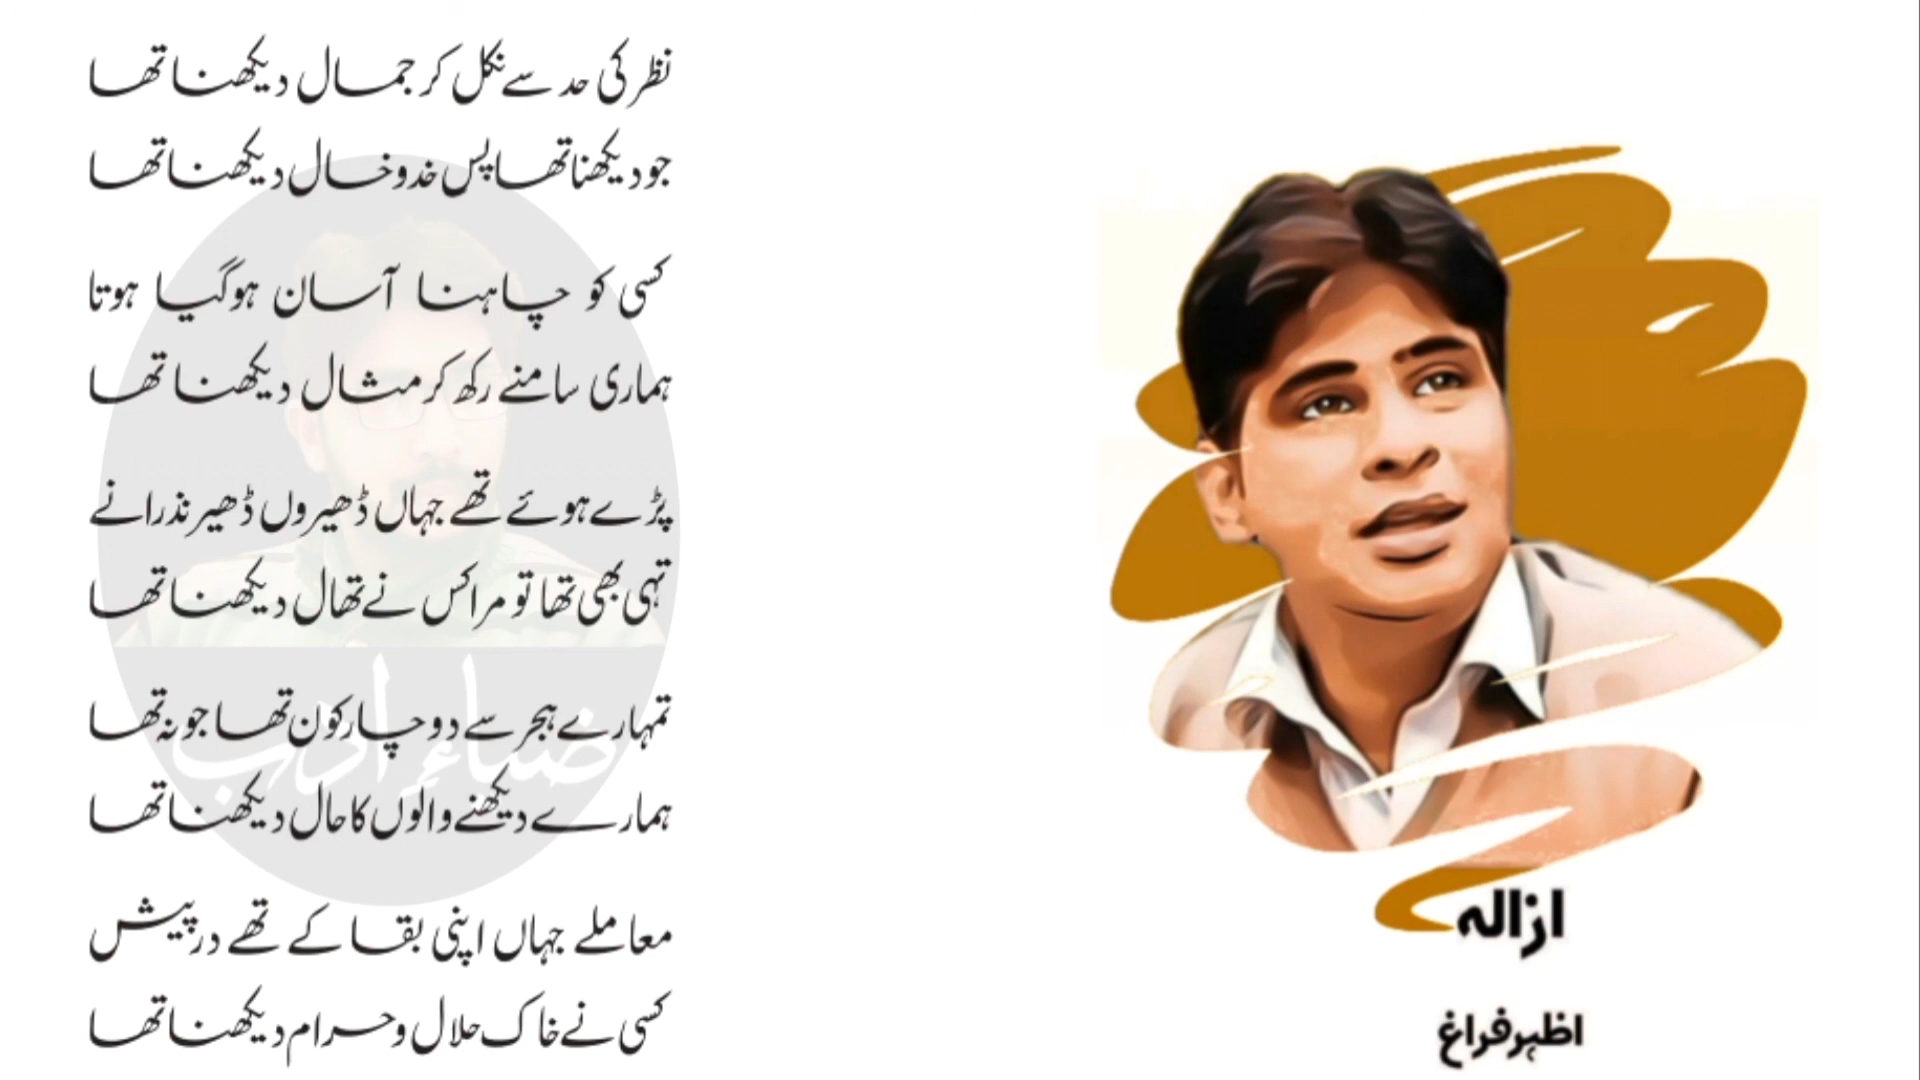 نظر کی حد سے نکل کر جمال دیکھنا تھا
جو دیکھنا تھا پس خدوخال دیکھنا تھا
کسی کو چاہنا آسان ہو گیا ہوتا
ہماری سامنے رکھ کر مثال دیکھنا تھا
پڑے ہوئے تھے جہاں ڈھیروں ڈھیر نذرانے
تہی بھی تھا تو مرا کس نے تھال دیکھنا تھا
تمہارے ہجر سے دوچار کون تھا جو نہ تھا
ہمارے دیکھنے والوں کا حال دیکھنا تھا
معاملے جہاں اپنی بقا کے تھے درپیش
کسی نے خاک حلال و حرام دیکھنا تھا
ضیاء ادب
ازالہ
اظہر فراغ